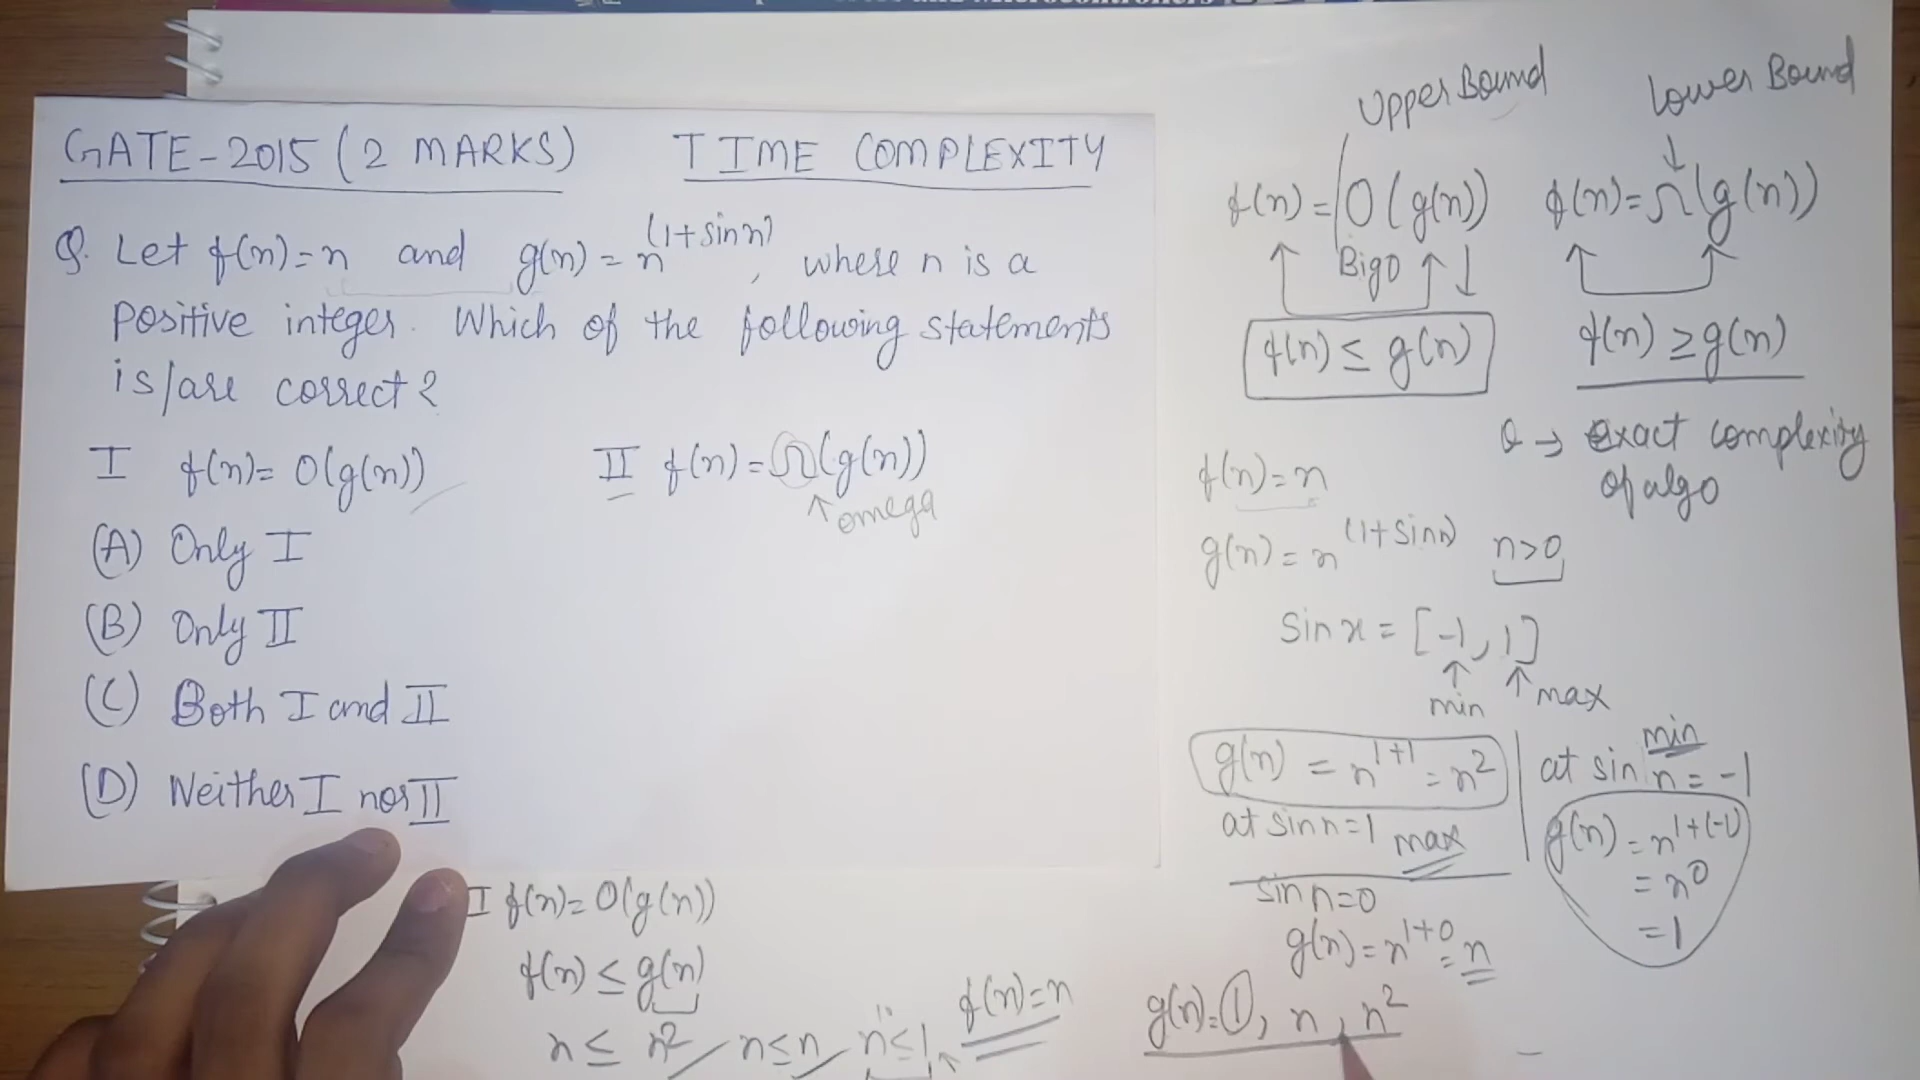 GATE-2015 (2 MARKS) TIME COMPLEXITY
Q. Let f(n)=n and g(n)=n^(1+sin n), where n is a
positive integer. Which of the following statements
is/are correct?
I f(n)=O(g(n)) II f(n)=Ω(g(n))
↑ omega
(A) Only I
(B) Only II
(C) Both I and II
(D) Neither I nor II
I f(n)=O(g(n))
f(n) ≤ g(n)
n ≤ n² n≤n n≤1
f(n)=n
Upper Bound Lower Bound
f(n)=O(g(n)) f(n)=Ω(g(n))
BigO
f(n) ≤ g(n) f(n) ≥ g(n)
θ → exact complexity
of algo
f(n)=n
g(n)=n^(1+sin n) n>0
Sin x = [-1, 1]
min max
g(n) = n^(1+1) = n²
at sin n=1 max
min
at sin n = -1
g(n) = n^(1+(-1))
= n^0
= 1
sin n=0
g(n)=n^(1+0) = n
g(n)=1, n, n²